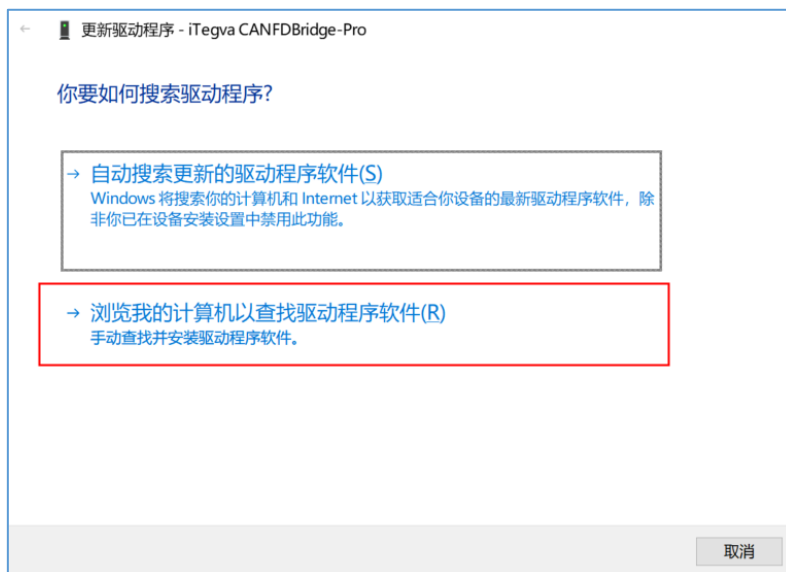 更新驱动程序 - iTegva CANFDBridge-Pro
你要如何搜索驱动程序?
→ 自动搜索更新的驱动程序软件(S)
Windows 将搜索你的计算机和 Internet 以获取适合你设备的最新驱动程序软件，除
非你已在设备安装设置中禁用此功能。
→ 浏览我的计算机以查找驱动程序软件(R)
手动查找并安装驱动程序软件。
取消